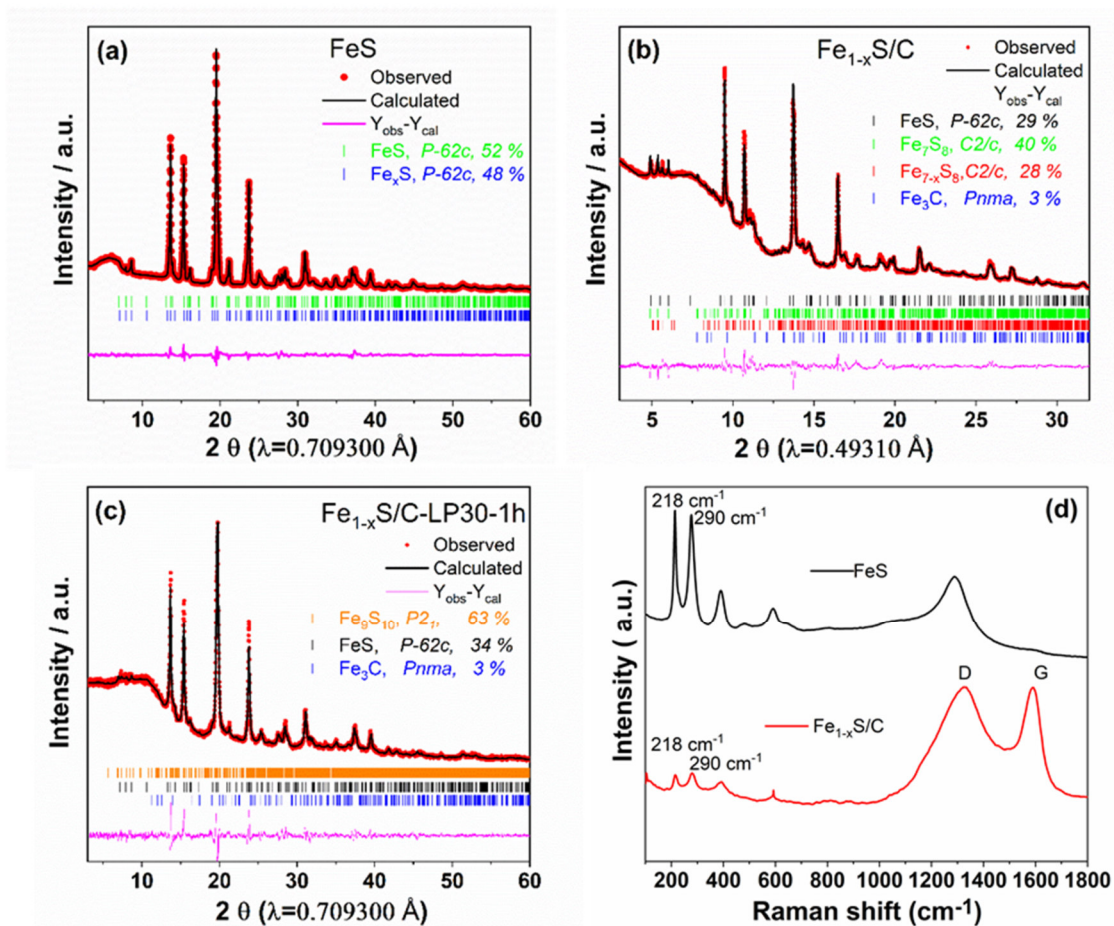 (a)
FeS
Observed
Calculated
Yobs-Ycal
FeS, P-62c, 52 %
FexS, P-62c, 48 %
Intensity / a.u.
10 20 30 40 50 60
2 θ (λ=0.709300 Å)
(b)
Fe1-xS/C
Observed
Calculated
Yobs-Ycal
FeS, P-62c, 29 %
Fe7S8, C2/c, 40 %
Fe7-xS8,C2/c, 28 %
Fe3C, Pnma, 3 %
Intensity / a.u.
5 10 15 20 25 30
2 θ (λ=0.49310 Å)
(c)
Fe1-xS/C-LP30-1h
Observed
Calculated
Yobs-Ycal
Fe9S10, P21, 63 %
FeS, P-62c, 34 %
Fe3C, Pnma, 3 %
Intensity / a.u.
10 20 30 40 50 60
2 θ (λ=0.709300 Å)
(d)
218 cm-1
290 cm-1
FeS
D G
Fe1-xS/C
218 cm-1
290 cm-1
Intensity ( a.u.)
200 400 600 800 1000 1200 1400 1600 1800
Raman shift (cm-1)